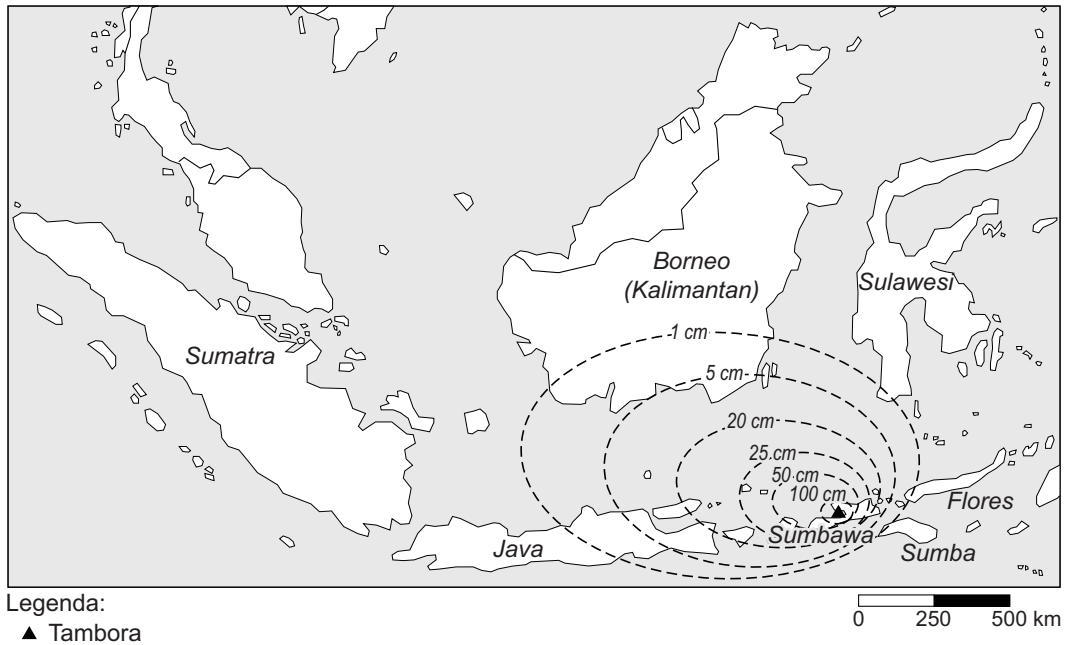 Borneo
(Kalimantan)
Sulawesi
Sumatra
1 cm
5 cm
20 cm
25 cm
50 cm
100 cm
Flores
Sumbawa
Java
Sumba
Legenda:
Tambora
0 250 500 km